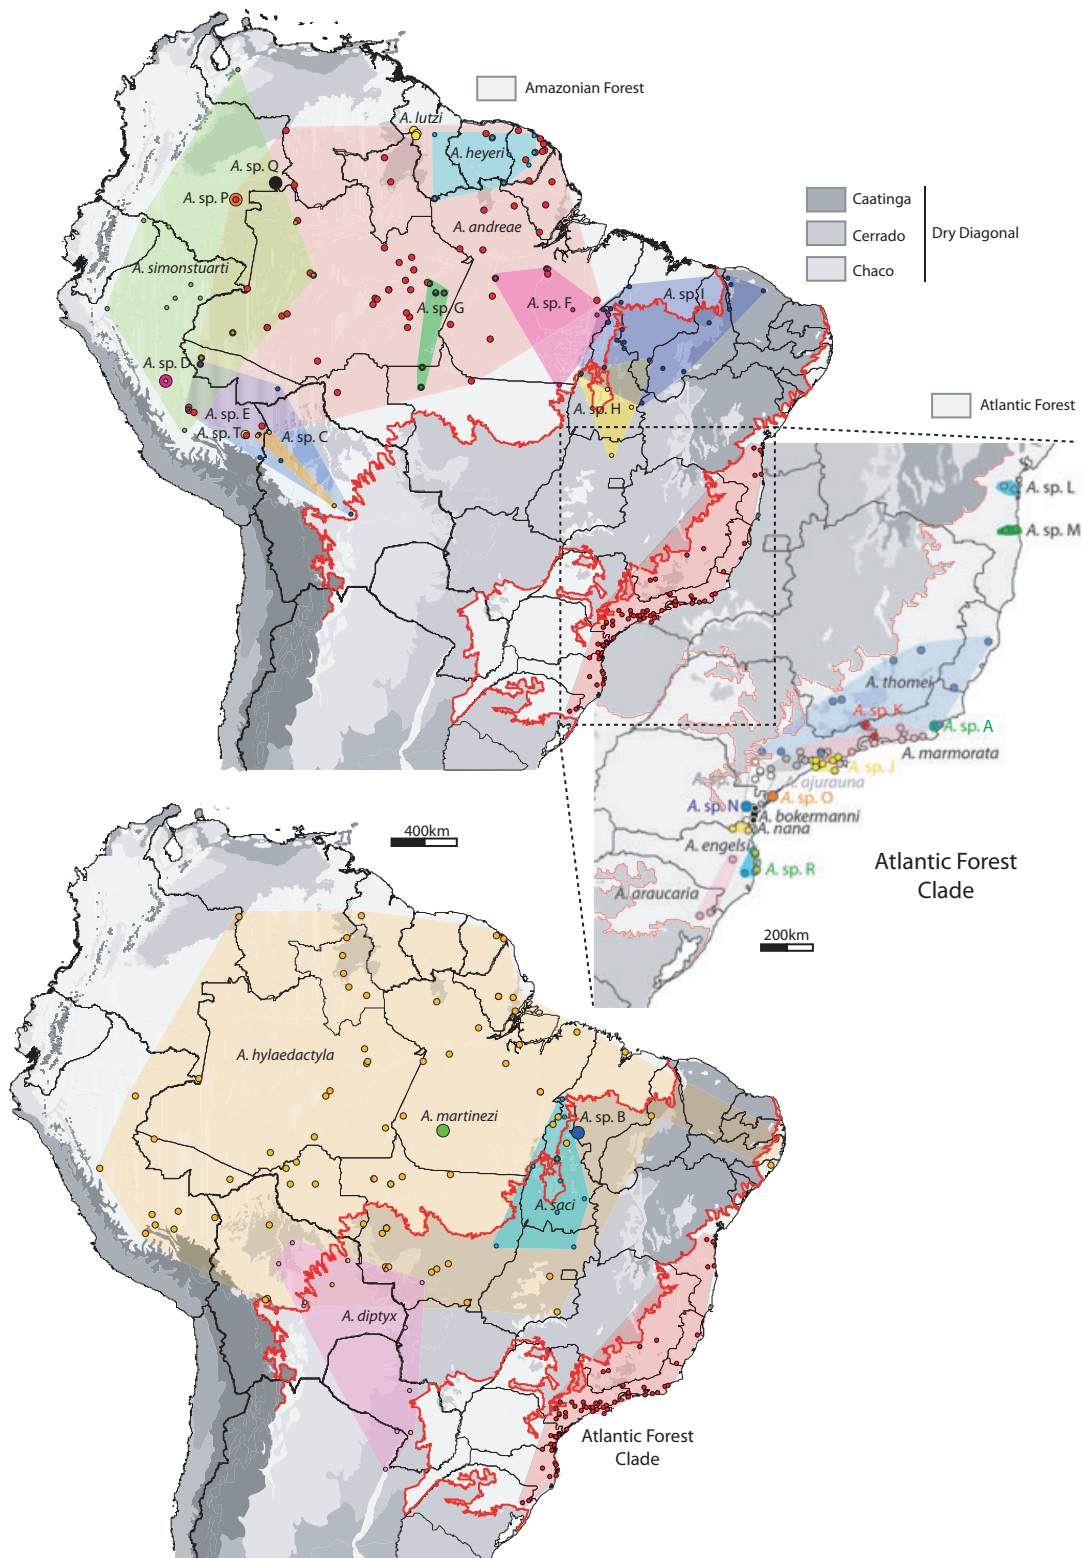 Amazonian Forest
A. lutzi
A. heyeri
A. sp. Q
A. sp. P
A. andreae
A. simonstuarti
A. sp. G
A. sp. F
A. sp. I
A. sp. D
A. sp. E
A. sp. T
A. sp. C
A. sp. H
Caatinga
Cerrado
Chaco
Dry Diagonal
Atlantic Forest
A. sp. L
A. sp. M
A. thomei
A. sp. K
A. sp. A
A. marmorata
A. sp. J
A. ajurauna
A. sp. N
A. sp. O
A. bokermanni
A. nana
A. engelsi
A. sp. R
A. araucaria
Atlantic Forest
Clade
200km
400km
A. hylaedactyla
A. martinezi
A. sp. B
A. saci
A. diptyx
Atlantic Forest
Clade